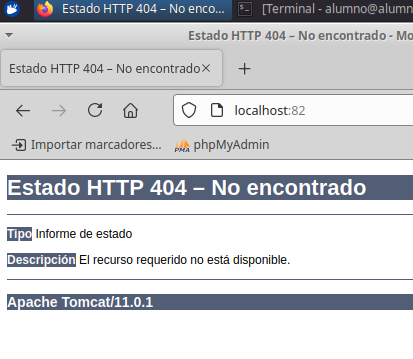 Estado HTTP 404 – No enco...
[Terminal - alumno@alumn
Estado HTTP 404 – No encontrado - Mo
Estado HTTP 404 – No encontrado
localhost:82
Importar marcadores...
phpMyAdmin
Estado HTTP 404 – No encontrado
Tipo Informe de estado
Descripción El recurso requerido no está disponible.
Apache Tomcat/11.0.1